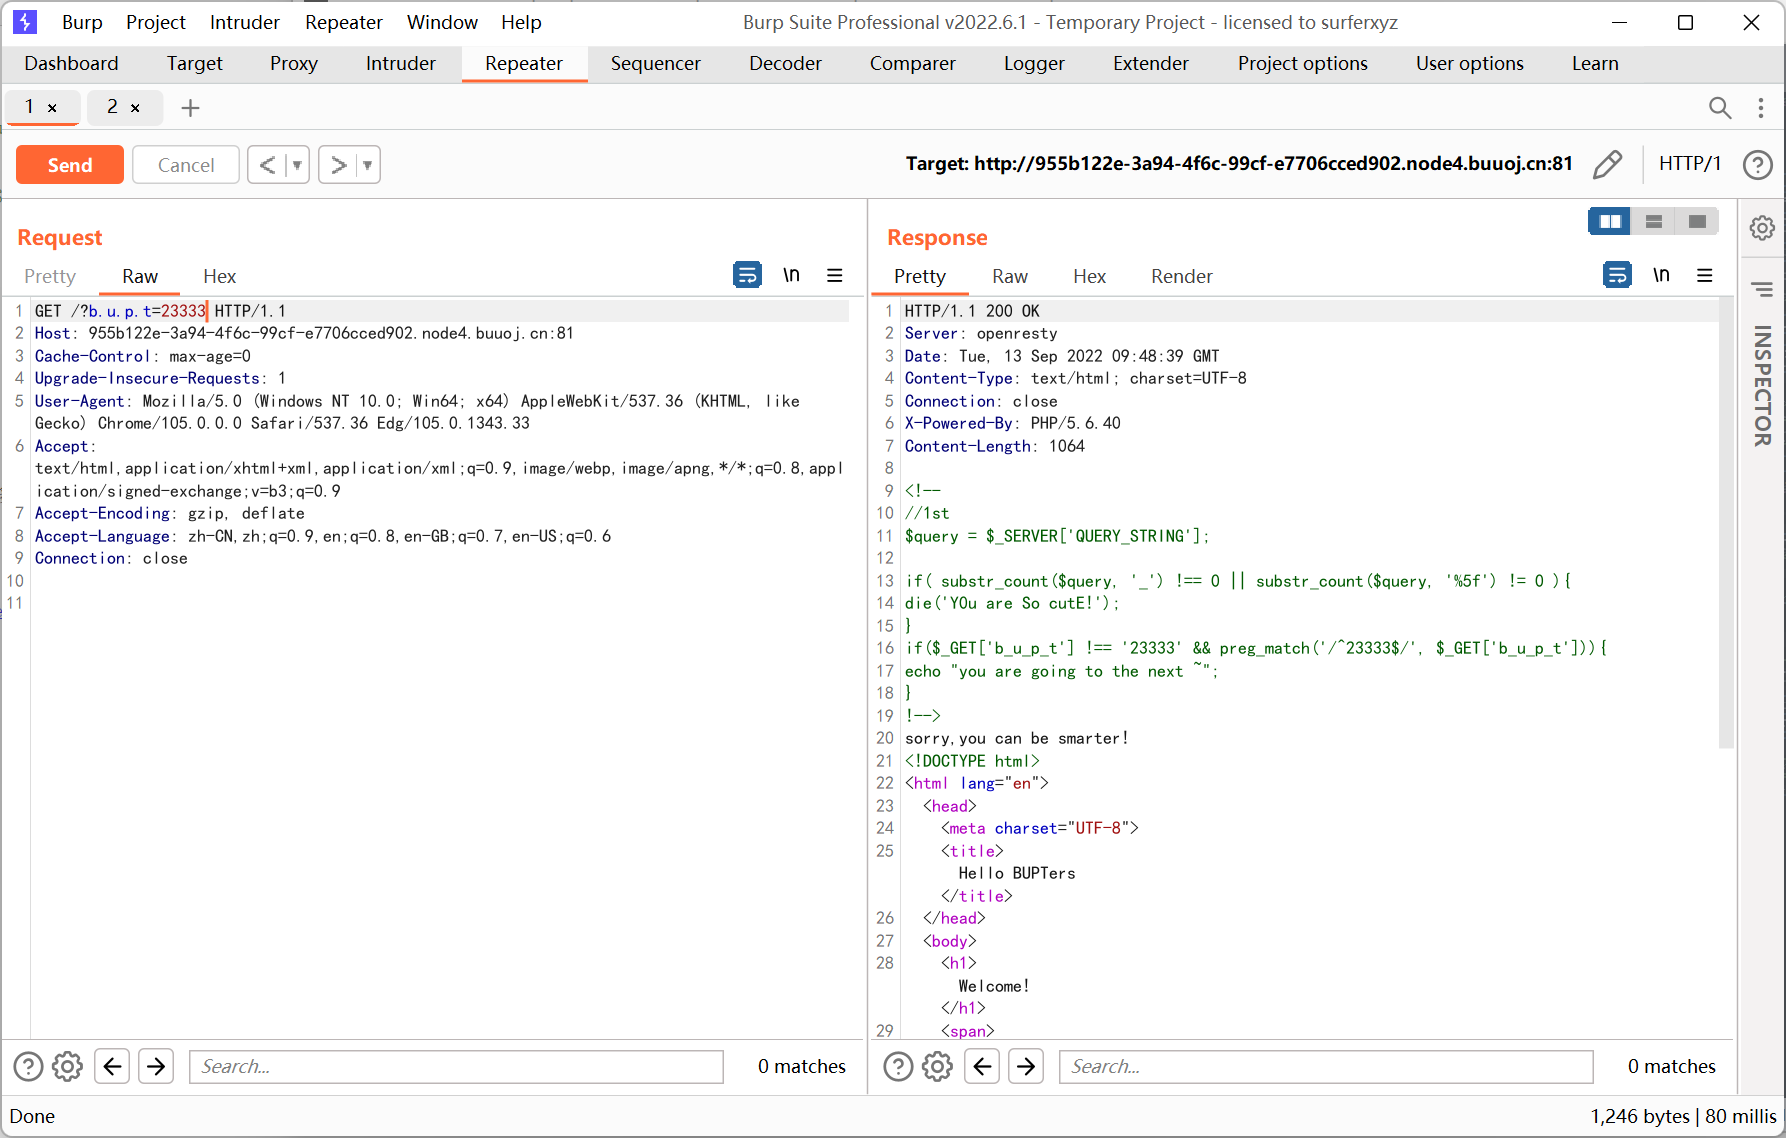 Burp Project Intruder Repeater Window Help Burp Suite Professional v2022.6.1 - Temporary Project - licensed to surferxyz
Dashboard Target Proxy Intruder Repeater Sequencer Decoder Comparer Logger Extender Project options User options Learn
1 × 2 × +
Send Cancel < > Target: http://955b122e-3a94-4f6c-99cf-e7706cced902.node4.buuoj.cn:81 HTTP/1 ?
Request
Pretty Raw Hex \n
1 GET /?b.u.p.t=23333 HTTP/1.1
2 Host: 955b122e-3a94-4f6c-99cf-e7706cced902.node4.buuoj.cn:81
3 Cache-Control: max-age=0
4 Upgrade-Insecure-Requests: 1
5 User-Agent: Mozilla/5.0 (Windows NT 10.0; Win64; x64) AppleWebKit/537.36 (KHTML, like
Gecko) Chrome/105.0.0.0 Safari/537.36 Edg/105.0.1343.33
6 Accept:
text/html,application/xhtml+xml,application/xml;q=0.9,image/webp,image/apng,*/*;q=0.8,appl
ication/signed-exchange;v=b3;q=0.9
7 Accept-Encoding: gzip, deflate
8 Accept-Language: zh-CN,zh;q=0.9,en;q=0.8,en-GB;q=0.7,en-US;q=0.6
9 Connection: close
10
11
Search... 0 matches
Response
Pretty Raw Hex Render \n
1 HTTP/1.1 200 OK
2 Server: openresty
3 Date: Tue, 13 Sep 2022 09:48:39 GMT
4 Content-Type: text/html; charset=UTF-8
5 Connection: close
6 X-Powered-By: PHP/5.6.40
7 Content-Length: 1064
8
9 <!--
10 //1st
11 $query = $_SERVER['QUERY_STRING'];
12
13 if( substr_count($query, '_') !== 0 || substr_count($query, '%5f') != 0 ){
14 die('Y0u are So cutE!');
15 }
16 if($_GET['b_u_p_t'] !== '23333' && preg_match('/^23333$/', $_GET['b_u_p_t'])){
17 echo "you are going to the next ~";
18 }
19 !-->
20 sorry,you can be smarter!
21 <!DOCTYPE html>
22 <html lang="en">
23 <head>
24 <meta charset="UTF-8">
25 <title>
Hello BUPTers
</title>
26 </head>
27 <body>
28 <h1>
Welcome!
</h1>
29 <span>
Search... 0 matches
INSPECTOR
Done 1,246 bytes | 80 millis